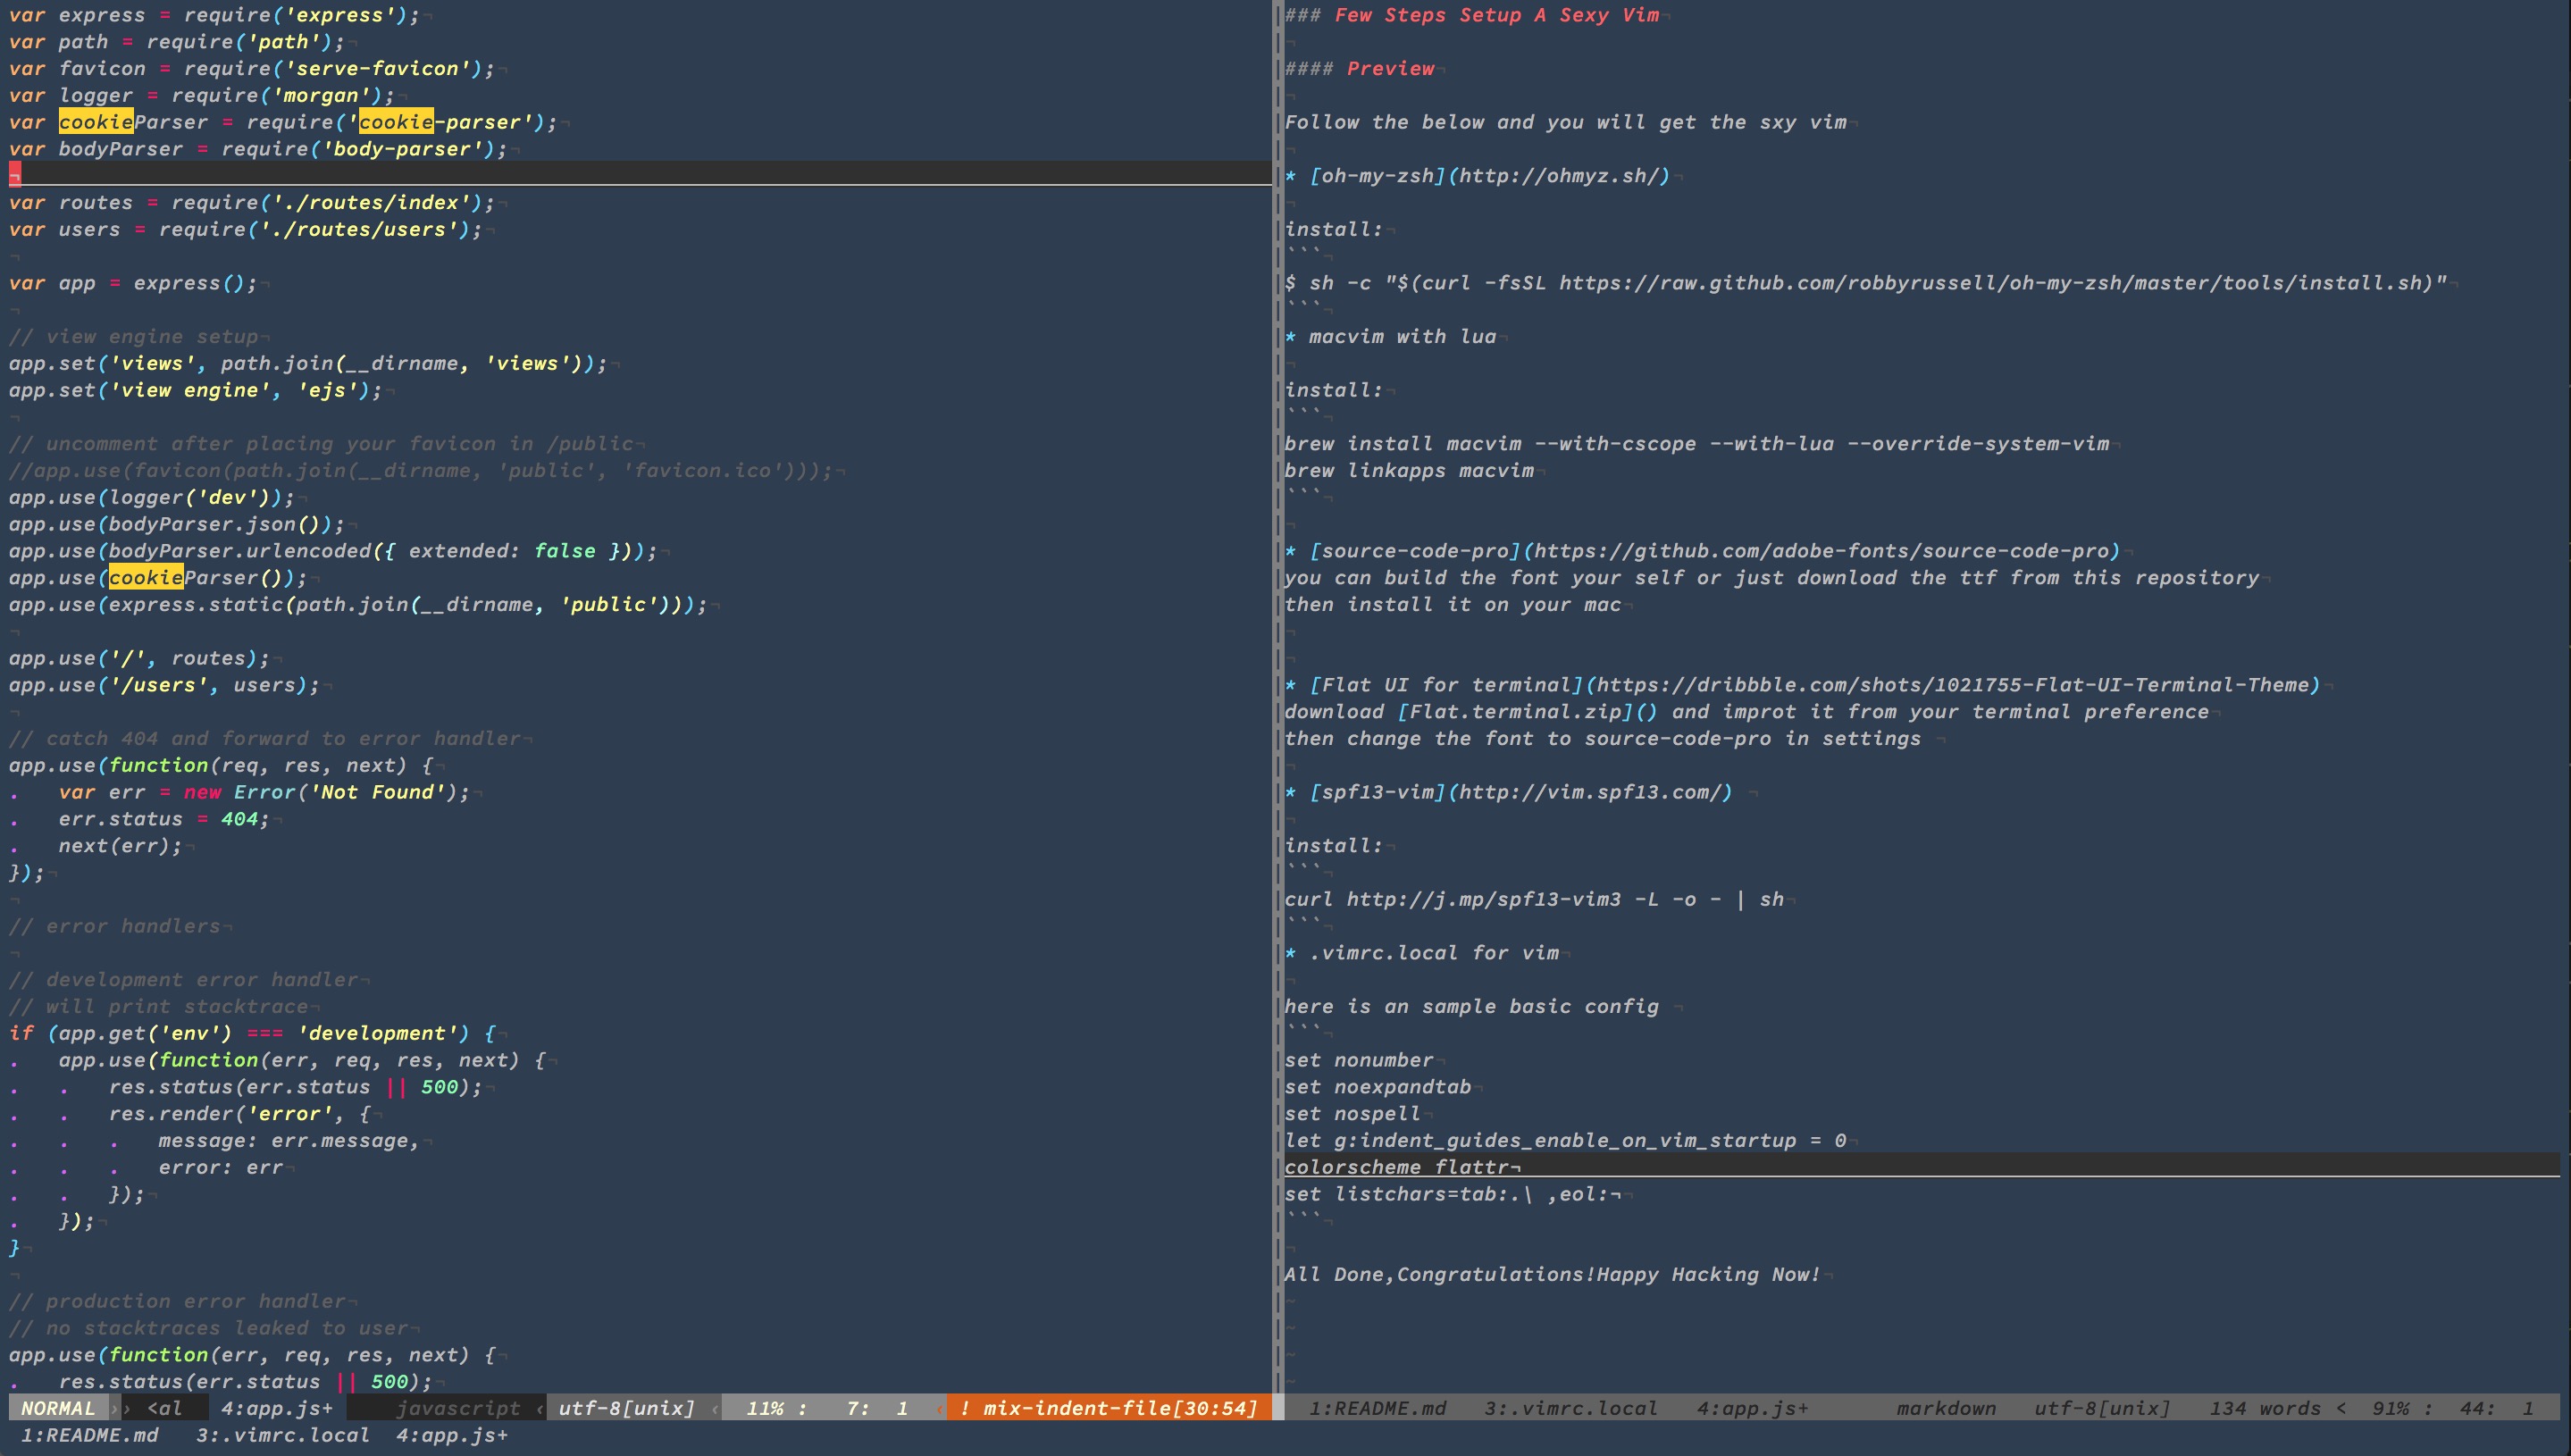 var express = require('express');¬
var path = require('path');¬
var favicon = require('serve-favicon');¬
var logger = require('morgan');¬
var cookieParser = require('cookie-parser');¬
var bodyParser = require('body-parser');¬
¬
var routes = require('./routes/index');¬
var users = require('./routes/users');¬
¬
var app = express();¬
¬
// view engine setup¬
app.set('views', path.join(__dirname, 'views'));¬
app.set('view engine', 'ejs');¬
¬
// uncomment after placing your favicon in /public¬
//app.use(favicon(path.join(__dirname, 'public', 'favicon.ico')));¬
app.use(logger('dev'));¬
app.use(bodyParser.json());¬
app.use(bodyParser.urlencoded({ extended: false }));¬
app.use(cookieParser());¬
app.use(express.static(path.join(__dirname, 'public')));¬
¬
app.use('/', routes);¬
app.use('/users', users);¬
¬
// catch 404 and forward to error handler¬
app.use(function(req, res, next) {¬
.   var err = new Error('Not Found');¬
.   err.status = 404;¬
.   next(err);¬
});¬
¬
// error handlers¬
¬
// development error handler¬
// will print stacktrace¬
if (app.get('env') === 'development') {¬
.   app.use(function(err, req, res, next) {¬
.   .   res.status(err.status || 500);¬
.   .   res.render('error', {¬
.   .   .   message: err.message,¬
.   .   .   error: err¬
.   .   });¬
.   });¬
}¬
¬
// production error handler¬
// no stacktraces leaked to user¬
app.use(function(err, req, res, next) {¬
.   res.status(err.status || 500);¬
NORMAL › › <al 4:app.js+ javascript ‹ utf-8[unix] ‹ 11% : 7: 1 ‹ ! mix-indent-file[30:54]
### Few Steps Setup A Sexy Vim¬
¬
#### Preview¬
¬
Follow the below and you will get the sxy vim¬
¬
* [oh-my-zsh](http://ohmyz.sh/)¬
¬
install:¬
```¬
$ sh -c "$(curl -fsSL https://raw.github.com/robbyrussell/oh-my-zsh/master/tools/install.sh)"¬
```¬
* macvim with lua¬
¬
install:¬
```¬
brew install macvim --with-cscope --with-lua --override-system-vim¬
brew linkapps macvim¬
```¬
¬
* [source-code-pro](https://github.com/adobe-fonts/source-code-pro)¬
you can build the font your self or just download the ttf from this repository¬
then install it on your mac¬
¬
¬
* [Flat UI for terminal](https://dribbble.com/shots/1021755-Flat-UI-Terminal-Theme)¬
download [Flat.terminal.zip]() and improt it from your terminal preference¬
then change the font to source-code-pro in settings ¬
¬
* [spf13-vim](http://vim.spf13.com/) ¬
¬
install:¬
```¬
curl http://j.mp/spf13-vim3 -L -o - | sh¬
```¬
* .vimrc.local for vim¬
¬
here is an sample basic config ¬
```¬
set nonumber¬
set noexpandtab¬
set nospell¬
let g:indent_guides_enable_on_vim_startup = 0¬
colorscheme flattr¬
set listchars=tab:.\ ,eol:¬¬
```¬
¬
All Done,Congratulations!Happy Hacking Now!¬
~
~
~
~
1:README.md 3:.vimrc.local 4:app.js+ markdown utf-8[unix] 134 words < 91% : 44: 1
1:README.md 3:.vimrc.local 4:app.js+